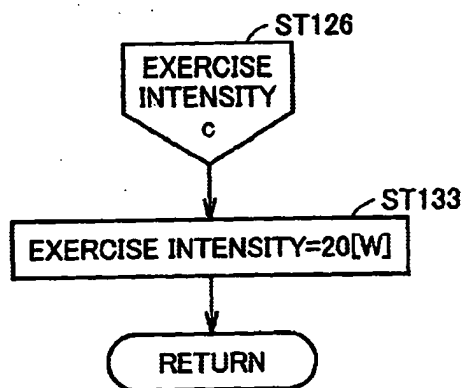 ST126
EXERCISE
INTENSITY
c
ST133
EXERCISE INTENSITY=20[W]
RETURN